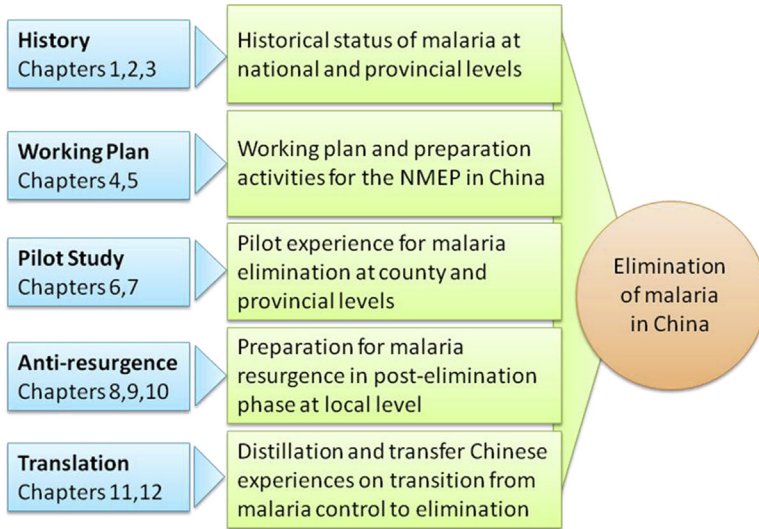 History
Chapters 1,2,3
Historical status of malaria at
national and provincial levels
Working Plan
Chapters 4,5
Working plan and preparation
activities for the NMEP in China
Pilot Study
Chapters 6,7
Pilot experience for malaria
elimination at county and
provincial levels
Anti-resurgence
Chapters 8,9,10
Preparation for malaria
resurgence in post-elimination
phase at local level
Translation
Chapters 11,12
Distillation and transfer Chinese
experiences on transition from
malaria control to elimination
Elimination
of malaria
in China